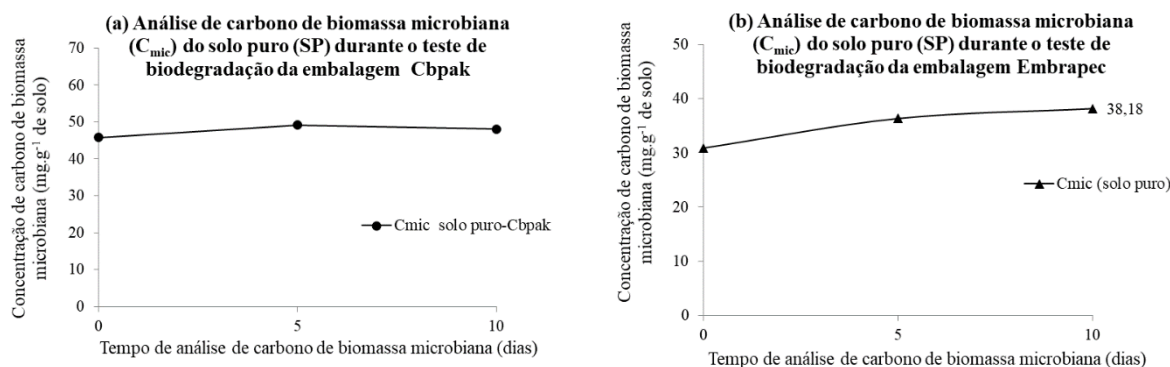 (a) Análise de carbono de biomassa microbiana
(Cmic) do solo puro (SP) durante o teste de
biodegradação da embalagem Cbpak
Concentração de carbono de biomassa
microbiana (mg.g-1 de solo)
70
60
50
40
30
20
10
0
0
5
10
Cmic solo puro-Cbpak
Tempo de análise de carbono de biomassa microbiana (dias)
(b) Análise de carbono de biomassa microbiana
(Cmic) do solo puro (SP) durante o teste de
biodegradação da embalagem Embrapec
Concentração de carbono de biomassa
microbiana (mg.g-1 de solo)
50
40
30
20
10
0
0
5
10
38,18
Cmic (solo puro)
Tempo de análise de carbono de biomassa microbiana (dias)